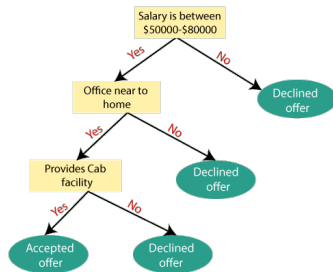 Salary is between
$50000-$80000
Yes
No
Office near to
home
Declined
offer
Yes
No
Provides Cab
facility
Declined
offer
Yes
No
Accepted
offer
Declined
offer